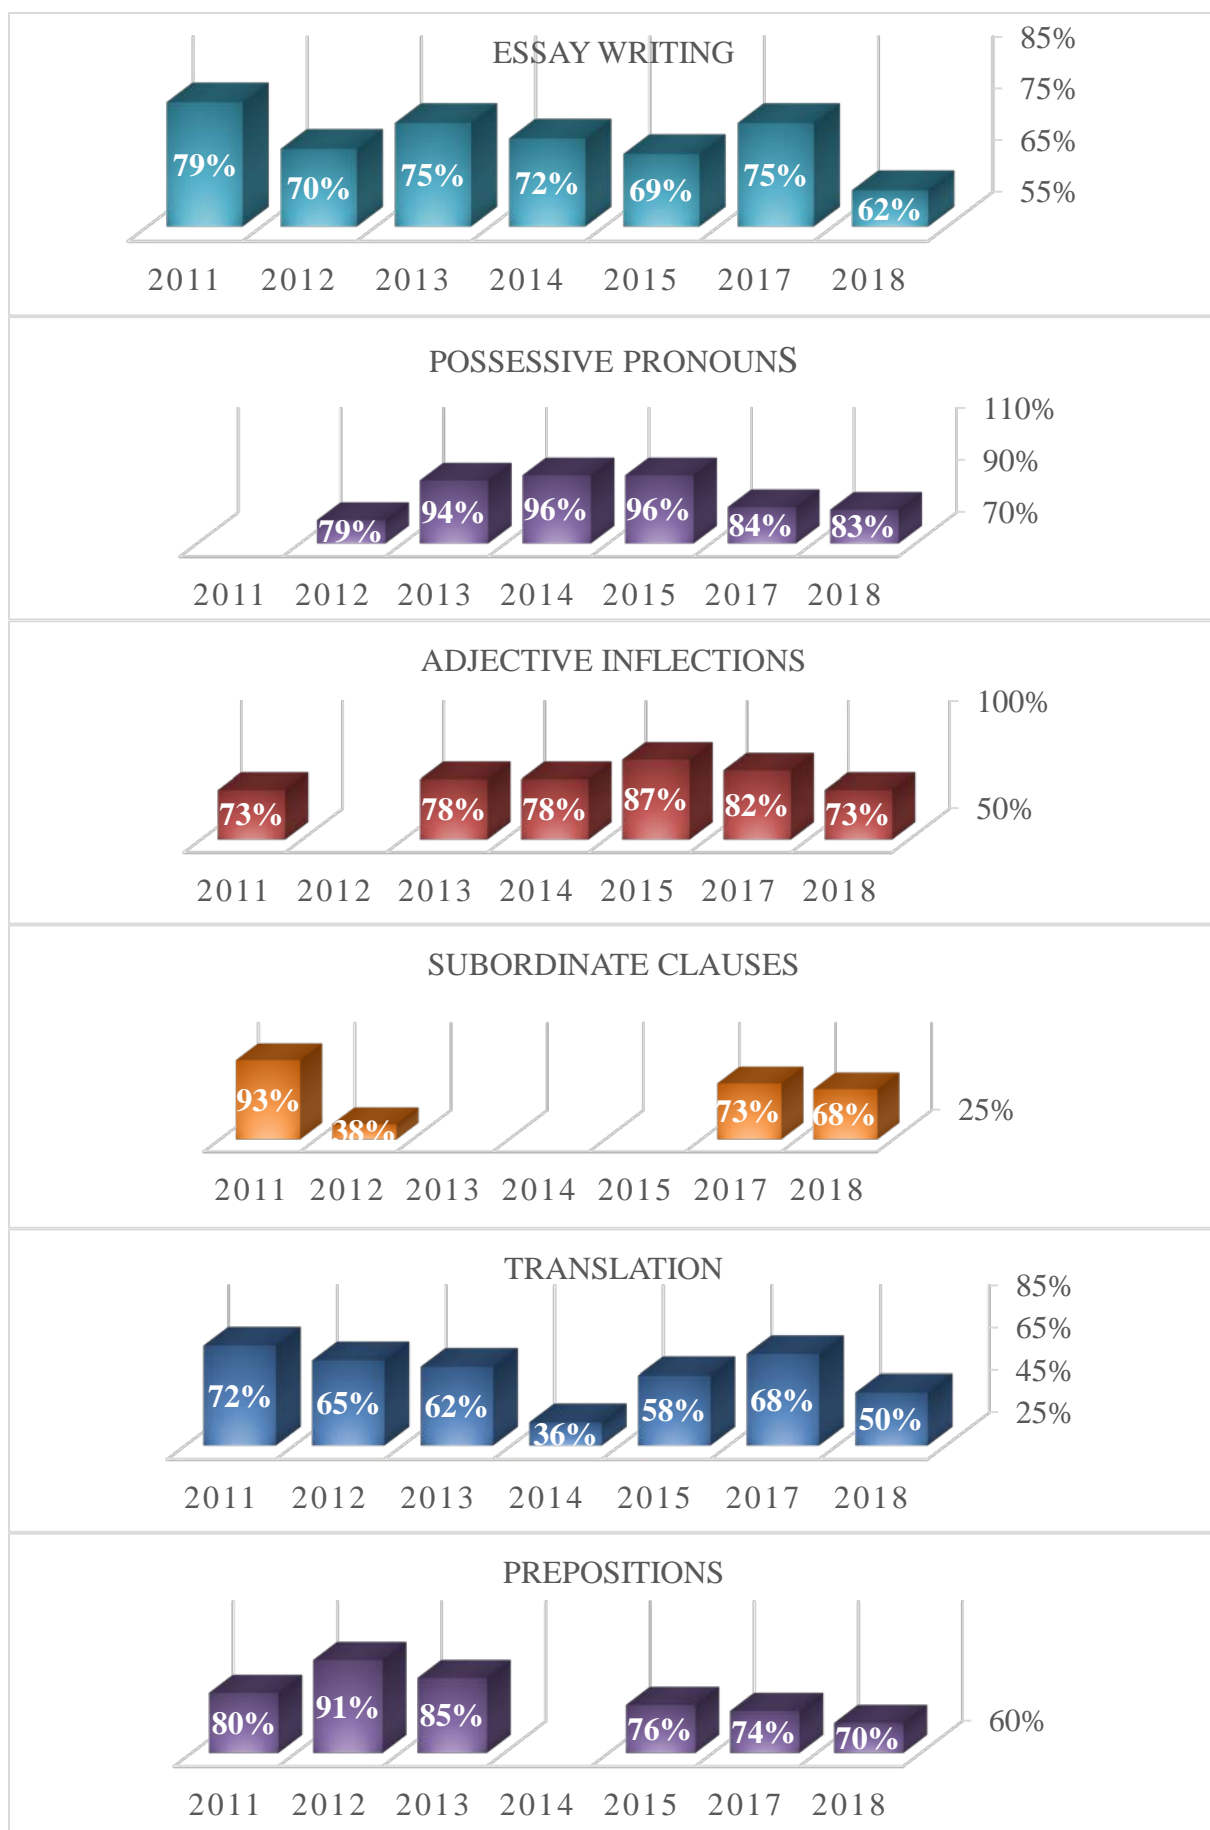 ESSAY WRITING
85%
75%
65%
55%
79% 70% 75% 72% 69% 75% 62%
2011 2012 2013 2014 2015 2017 2018
POSSESSIVE PRONOUNS
110%
90%
70%
79% 94% 96% 96% 84% 83%
2011 2012 2013 2014 2015 2017 2018
ADJECTIVE INFLECTIONS
100%
50%
73% 78% 78% 87% 82% 73%
2011 2012 2013 2014 2015 2017 2018
SUBORDINATE CLAUSES
93% 38% 73% 68%
25%
2011 2012 2013 2014 2015 2017 2018
TRANSLATION
85%
65%
45%
25%
72% 65% 62% 36% 58% 68% 50%
2011 2012 2013 2014 2015 2017 2018
PREPOSITIONS
80% 91% 85% 76% 74% 70%
60%
2011 2012 2013 2014 2015 2017 2018